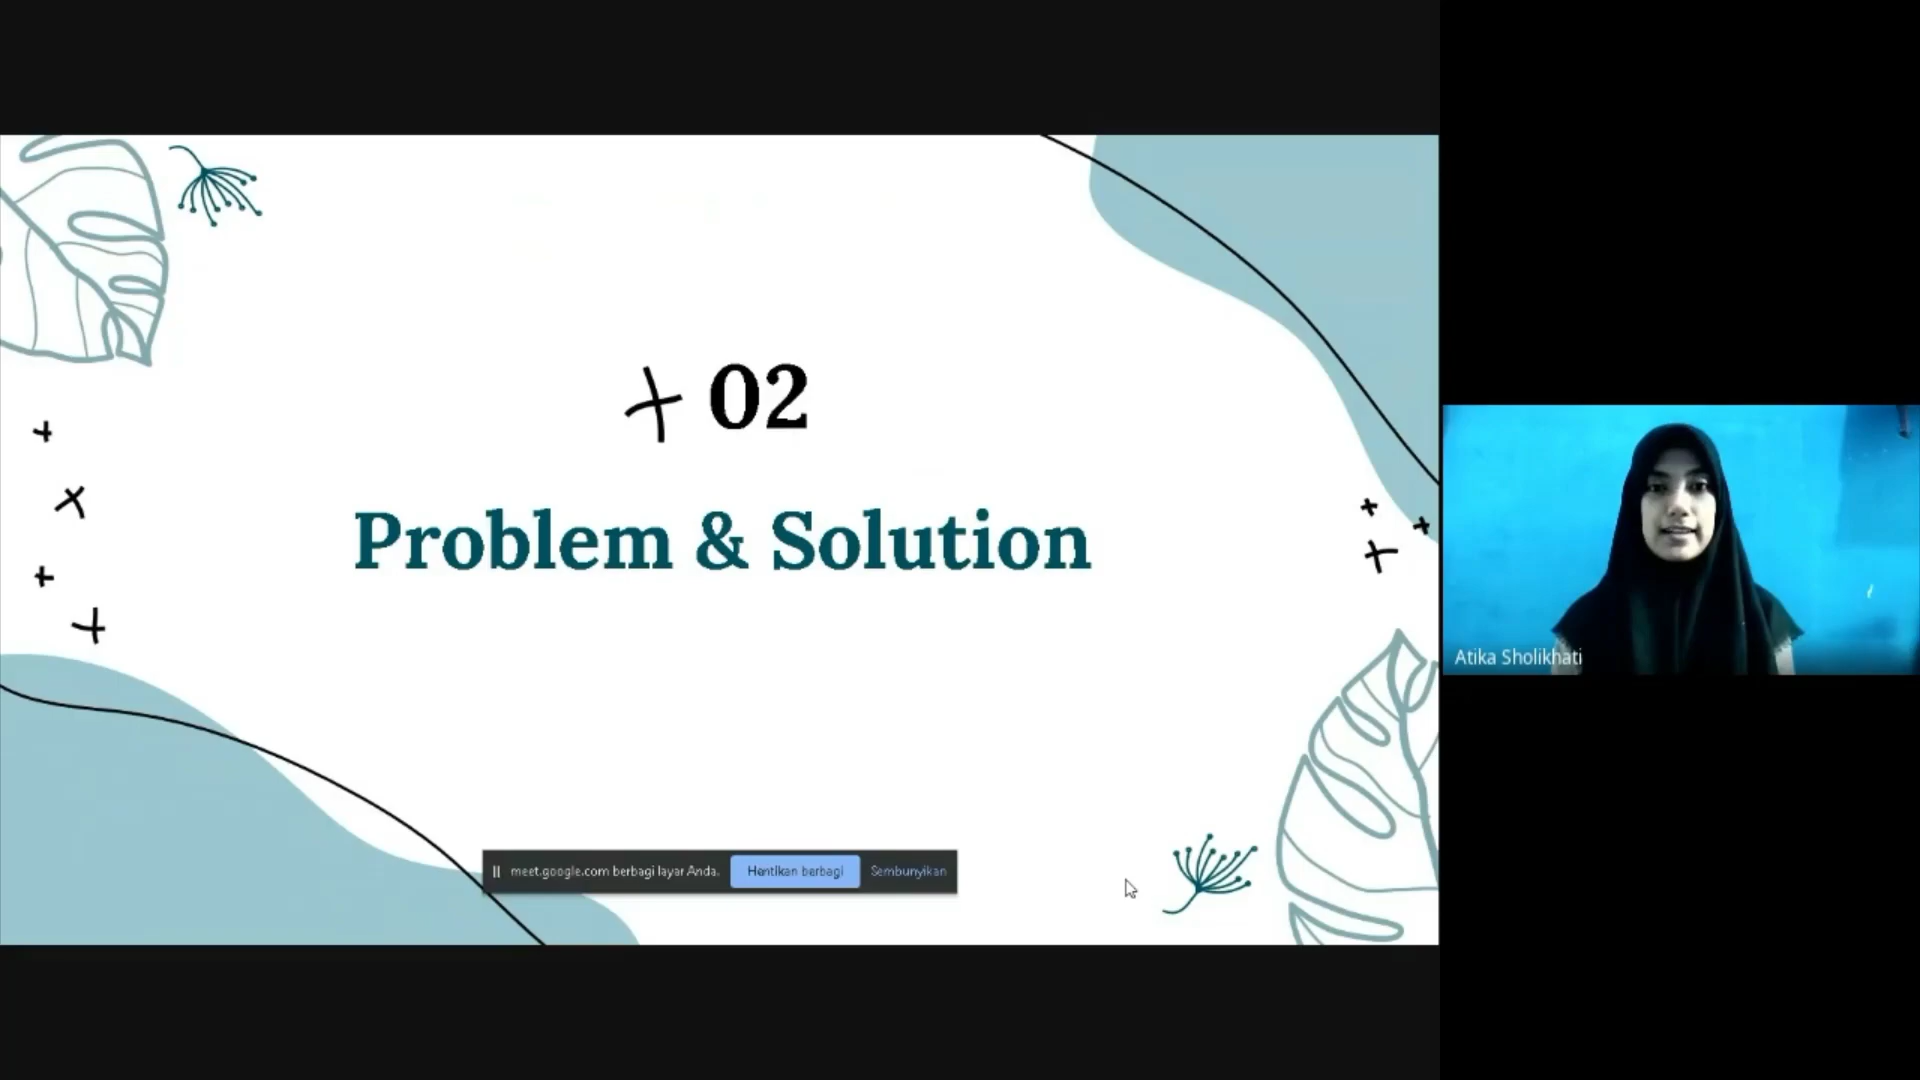 02
Problem & Solution
meet.google.com berbagi layar Anda. Hentikan berbagi Sembunyikan
Atika Sholikhati